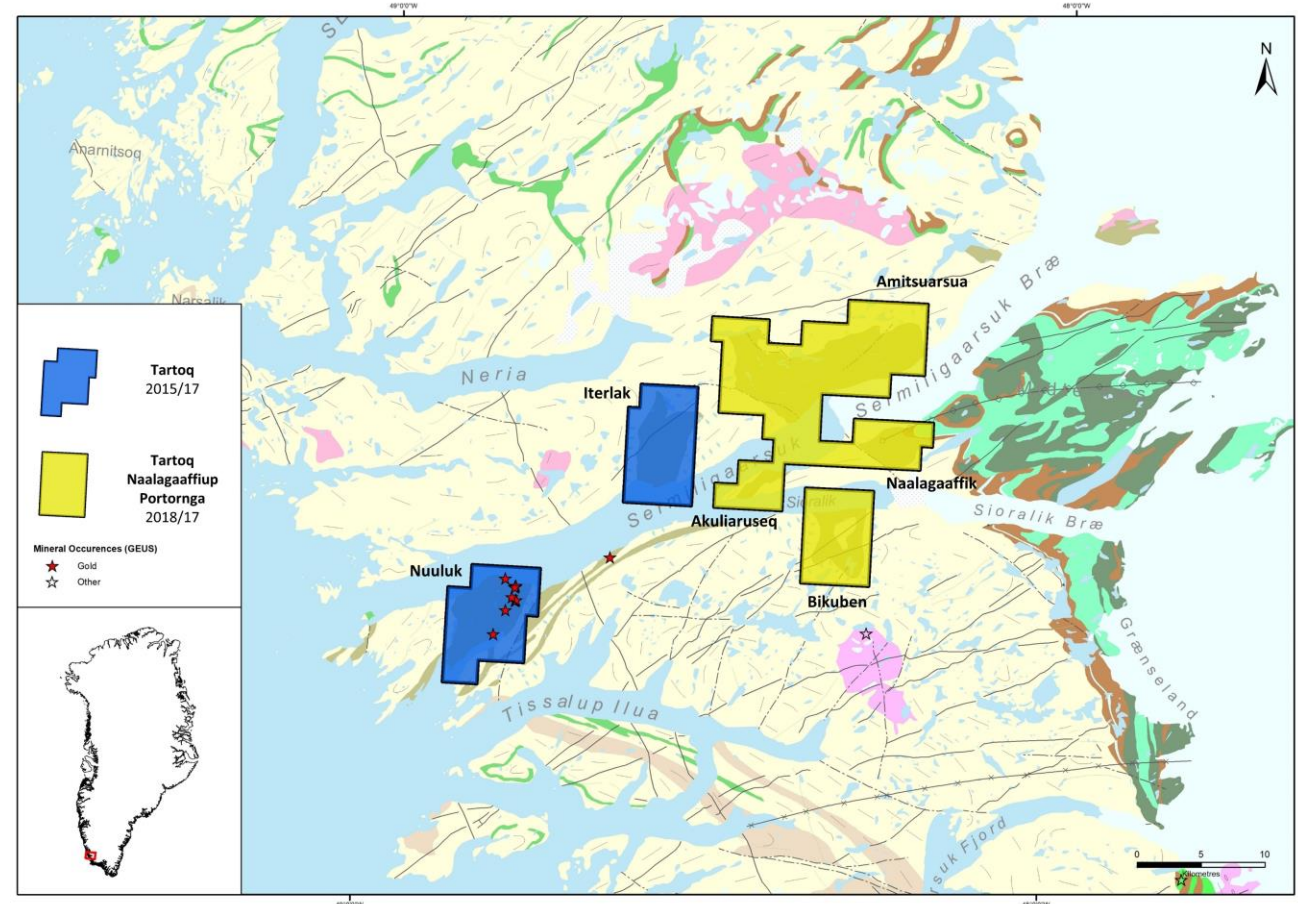 49°0'0"W
48°0'0"W
N
Anarnitsoq
Narsalik
Amitsuarsua
Sermiligaarsuk Bræ
Neria
Iterlak
Sermiligaarsuk
Sioralik
Naalagaaffik
Akuliaruseq
Sioralik Bræ
Nuuluk
Bikuben
Grænseland
Tissalup Ilua
Tartoq
2015/17
Tartoq
Naalagaaffiup
Portornga
2018/17
Mineral Occurences (GEUS)
Gold
Other
0 5 10
Kilometres